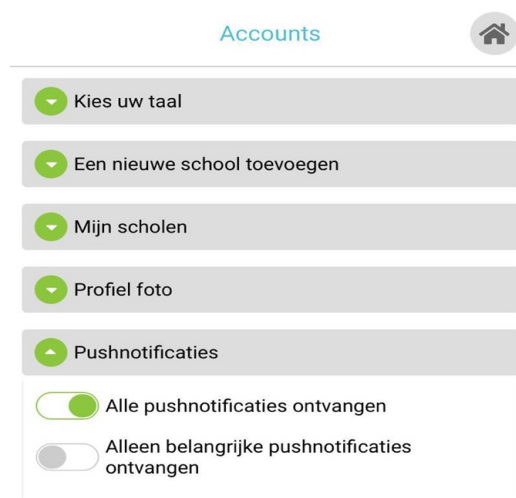 Accounts
Kies uw taal
Een nieuwe school toevoegen
Mijn scholen
Profiel foto
Pushnotificaties
Alle pushnotificaties ontvangen
Alleen belangrijke pushnotificaties
ontvangen